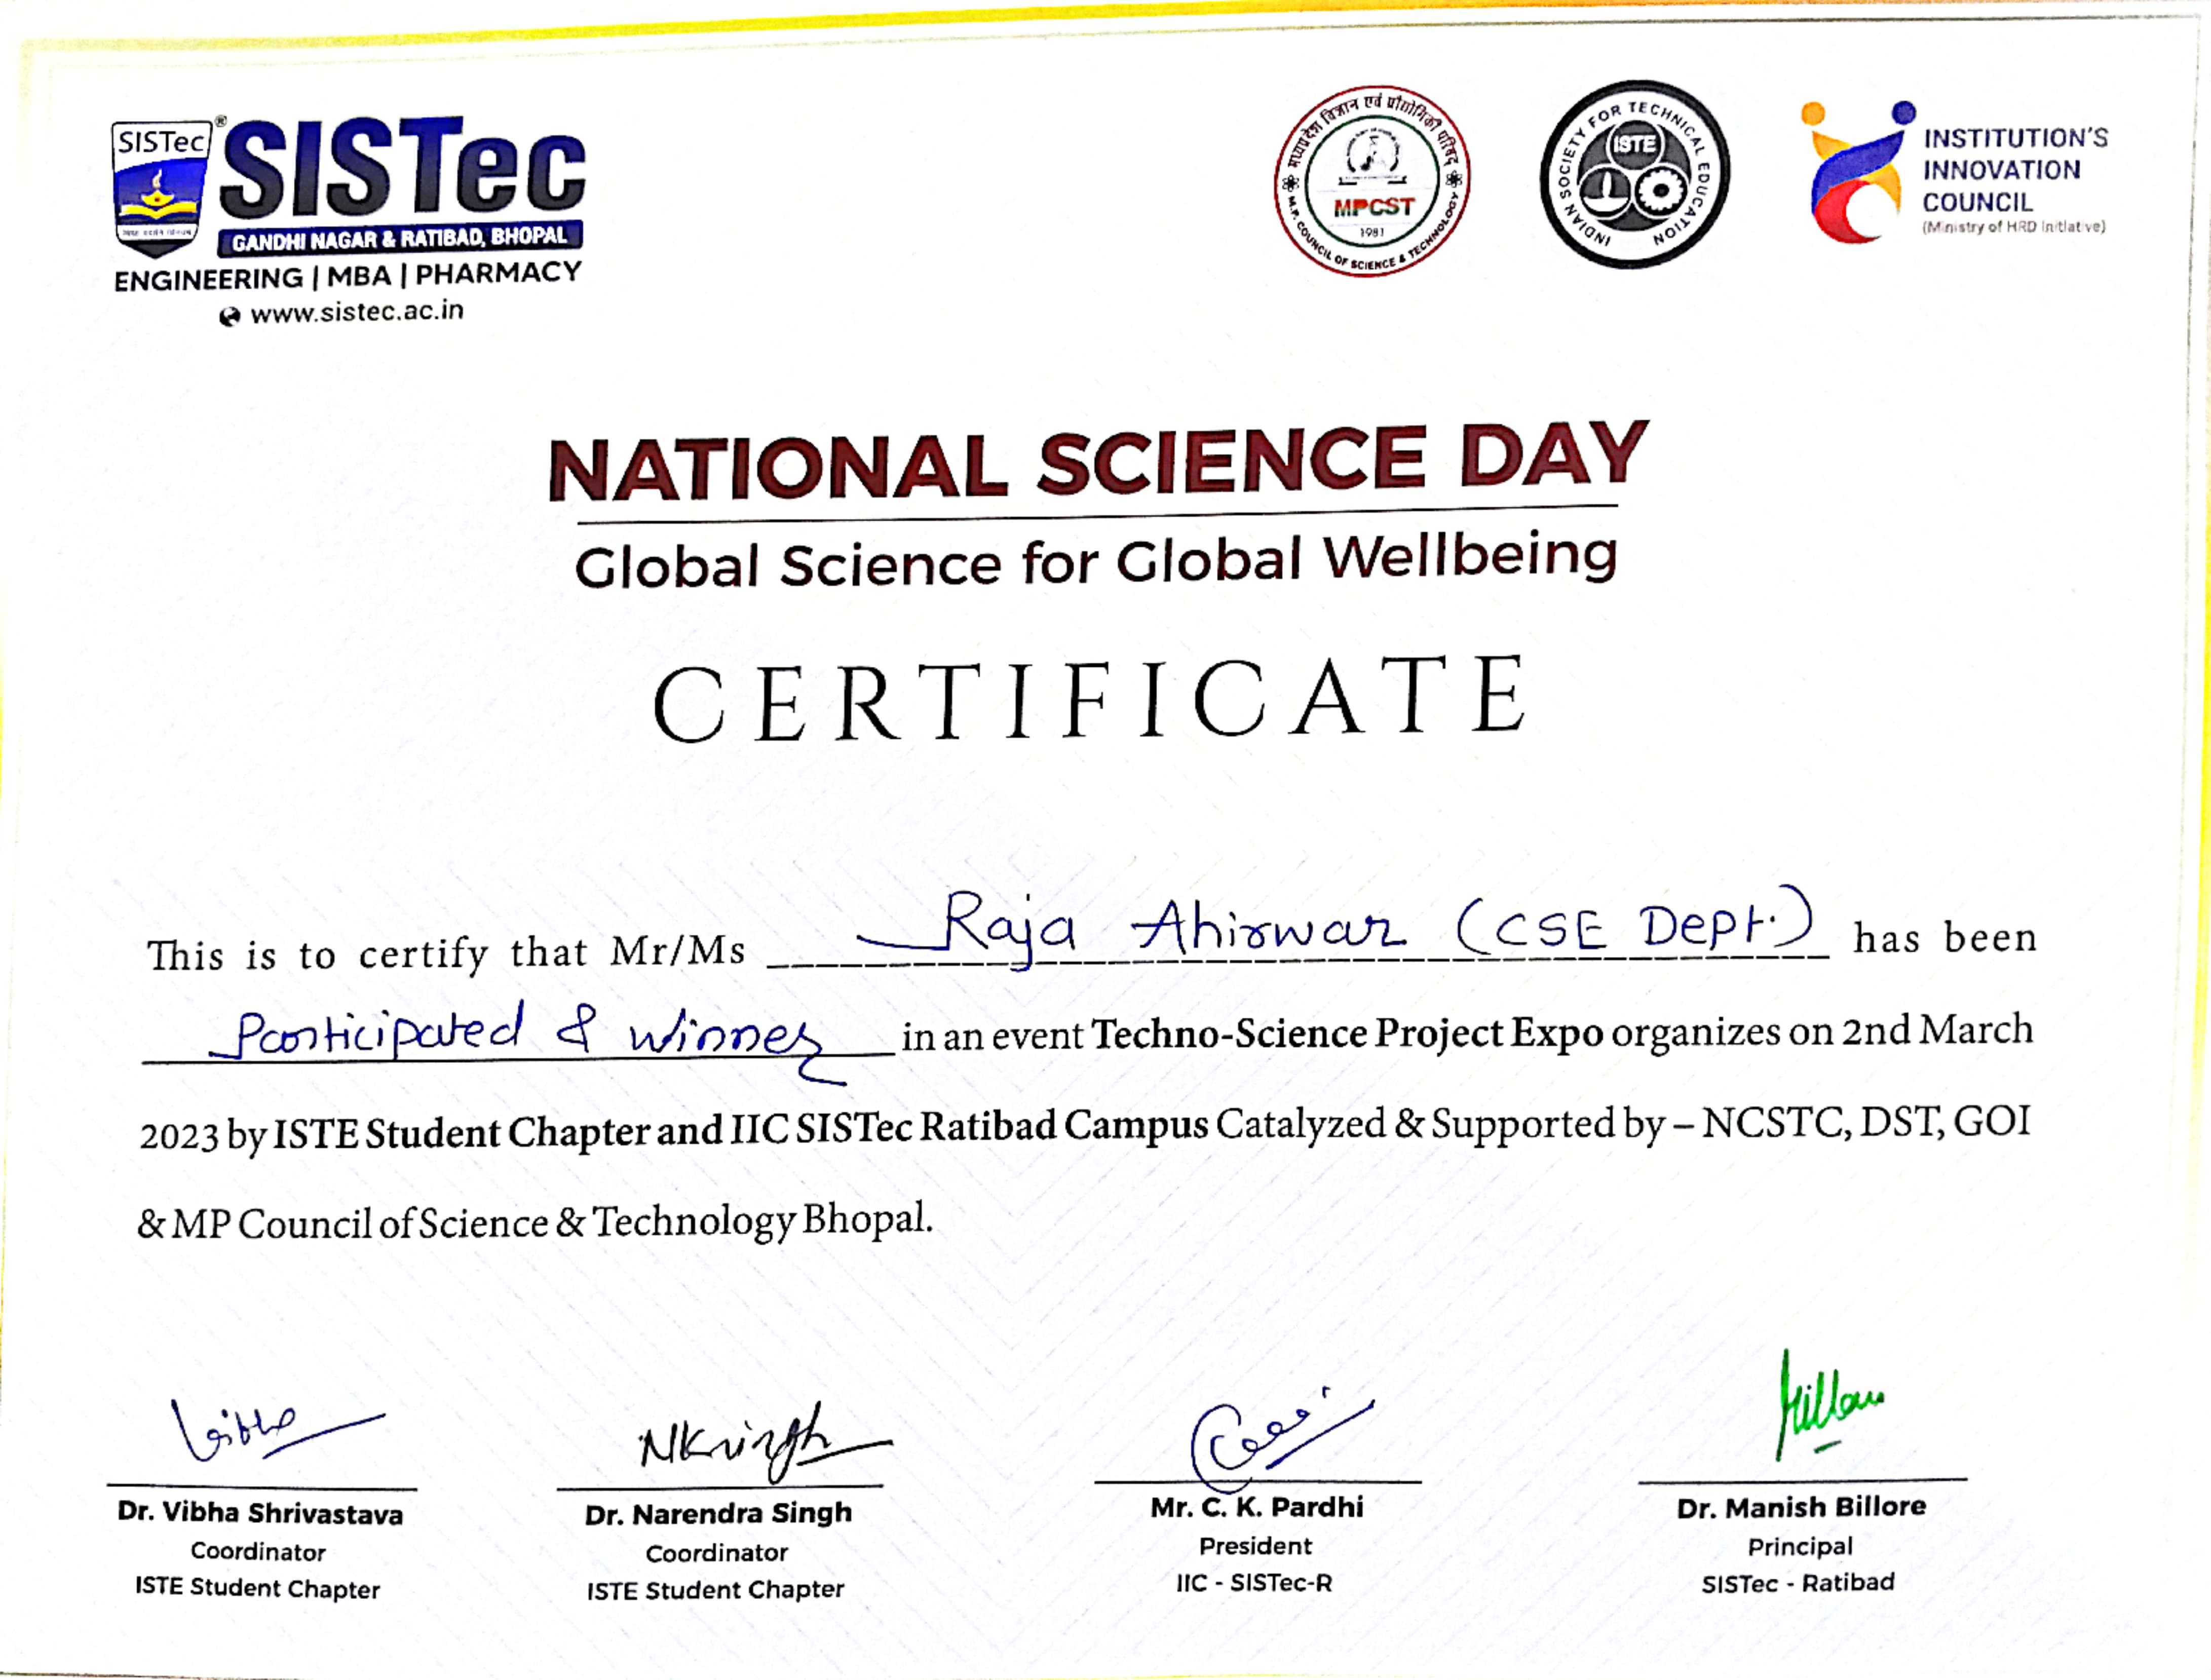 SISTec
SISTec®
GANDHI NAGAR & RATIBAD, BHOPAL
ENGINEERING | MBA | PHARMACY
www.sistec.ac.in
मध्यप्रदेश विज्ञान एवं प्रौद्योगिकी परिषद
MPCST
1981
M.P. COUNCIL OF SCIENCE & TECHNOLOGY
INDIAN SOCIETY FOR TECHNICAL EDUCATION
ISTE
INSTITUTION'S
INNOVATION
COUNCIL
(Ministry of HRD Initiative)
NATIONAL SCIENCE DAY
Global Science for Global Wellbeing
CERTIFICATE
This is to certify that Mr/Ms Raja Ahirwar (CSE Dept.) has been
Participated & Winner in an event Techno-Science Project Expo organizes on 2nd March
2023 by ISTE Student Chapter and IIC SISTec Ratibad Campus Catalyzed & Supported by – NCSTC, DST, GOI
& MP Council of Science & Technology Bhopal.
Vibha NKSingh
Dr. Vibha Shrivastava Dr. Narendra Singh Mr. C. K. Pardhi Dr. Manish Billore
Coordinator Coordinator President Principal
ISTE Student Chapter ISTE Student Chapter IIC - SISTec-R SISTec - Ratibad